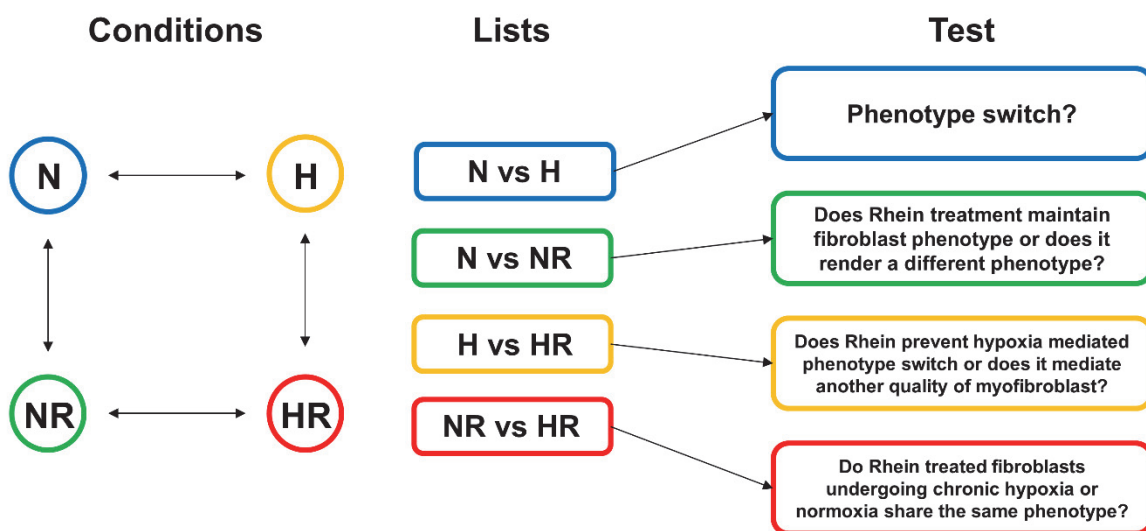 Conditions
Lists
Test
N
H
NR
HR
N vs H
N vs NR
H vs HR
NR vs HR
Phenotype switch?
Does Rhein treatment maintain
fibroblast phenotype or does it
render a different phenotype?
Does Rhein prevent hypoxia mediated
phenotype switch or does it mediate
another quality of myofibroblast?
Do Rhein treated fibroblasts
undergoing chronic hypoxia or
normoxia share the same phenotype?